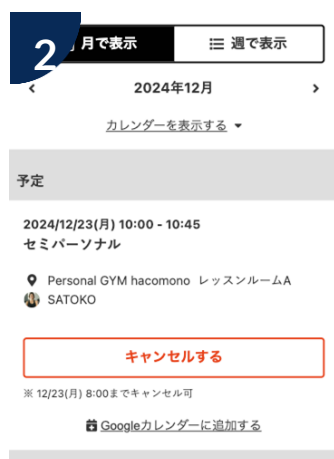 2
月で表示
週で表示
2024年12月
カレンダーを表示する
予定
2024/12/23(月) 10:00 - 10:45
セミパーソナル
Personal GYM hacomono レッスンルームA
SATOKO
キャンセルする
※ 12/23(月) 8:00までキャンセル可
Googleカレンダーに追加する